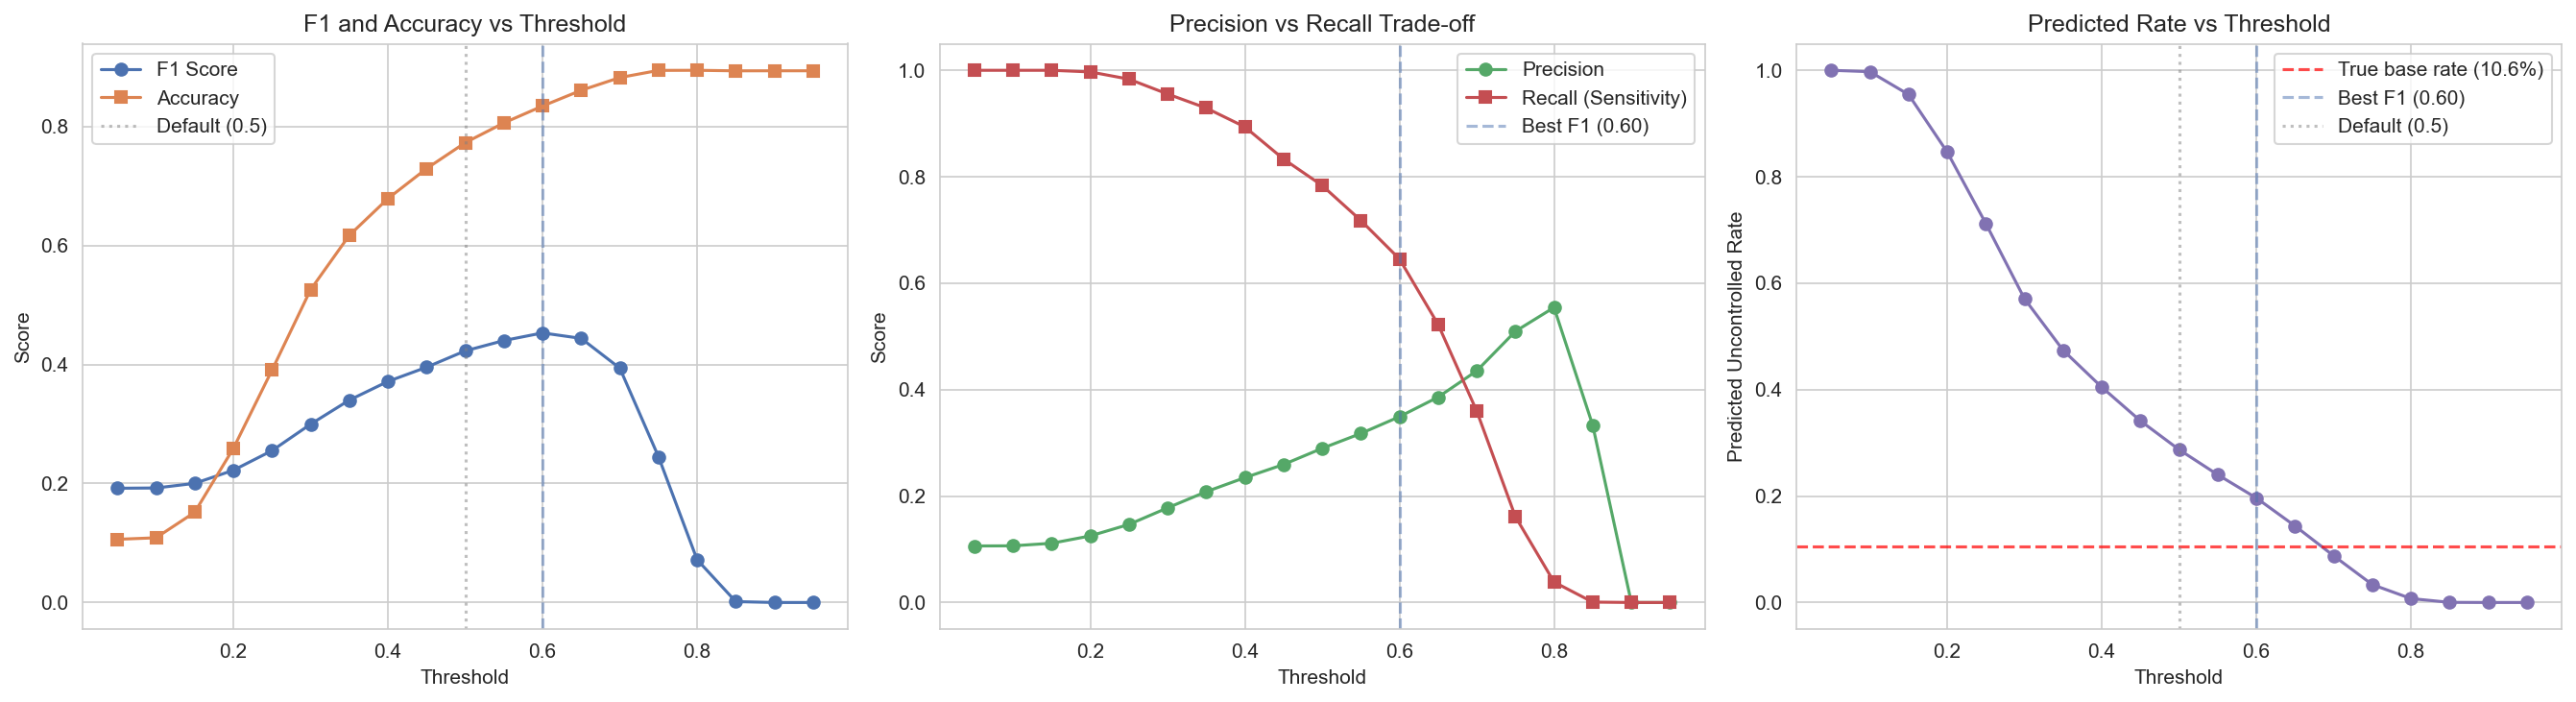 F1 and Accuracy vs Threshold
F1 Score
Accuracy
Default (0.5)
Score
0.8
0.6
0.4
0.2
0.0
0.2
0.4
0.6
0.8
Threshold
Precision vs Recall Trade-off
Precision
Recall (Sensitivity)
Best F1 (0.60)
Score
1.0
0.8
0.6
0.4
0.2
0.0
0.2
0.4
0.6
0.8
Threshold
Predicted Rate vs Threshold
True base rate (10.6%)
Best F1 (0.60)
Default (0.5)
Predicted Uncontrolled Rate
1.0
0.8
0.6
0.4
0.2
0.0
0.2
0.4
0.6
0.8
Threshold